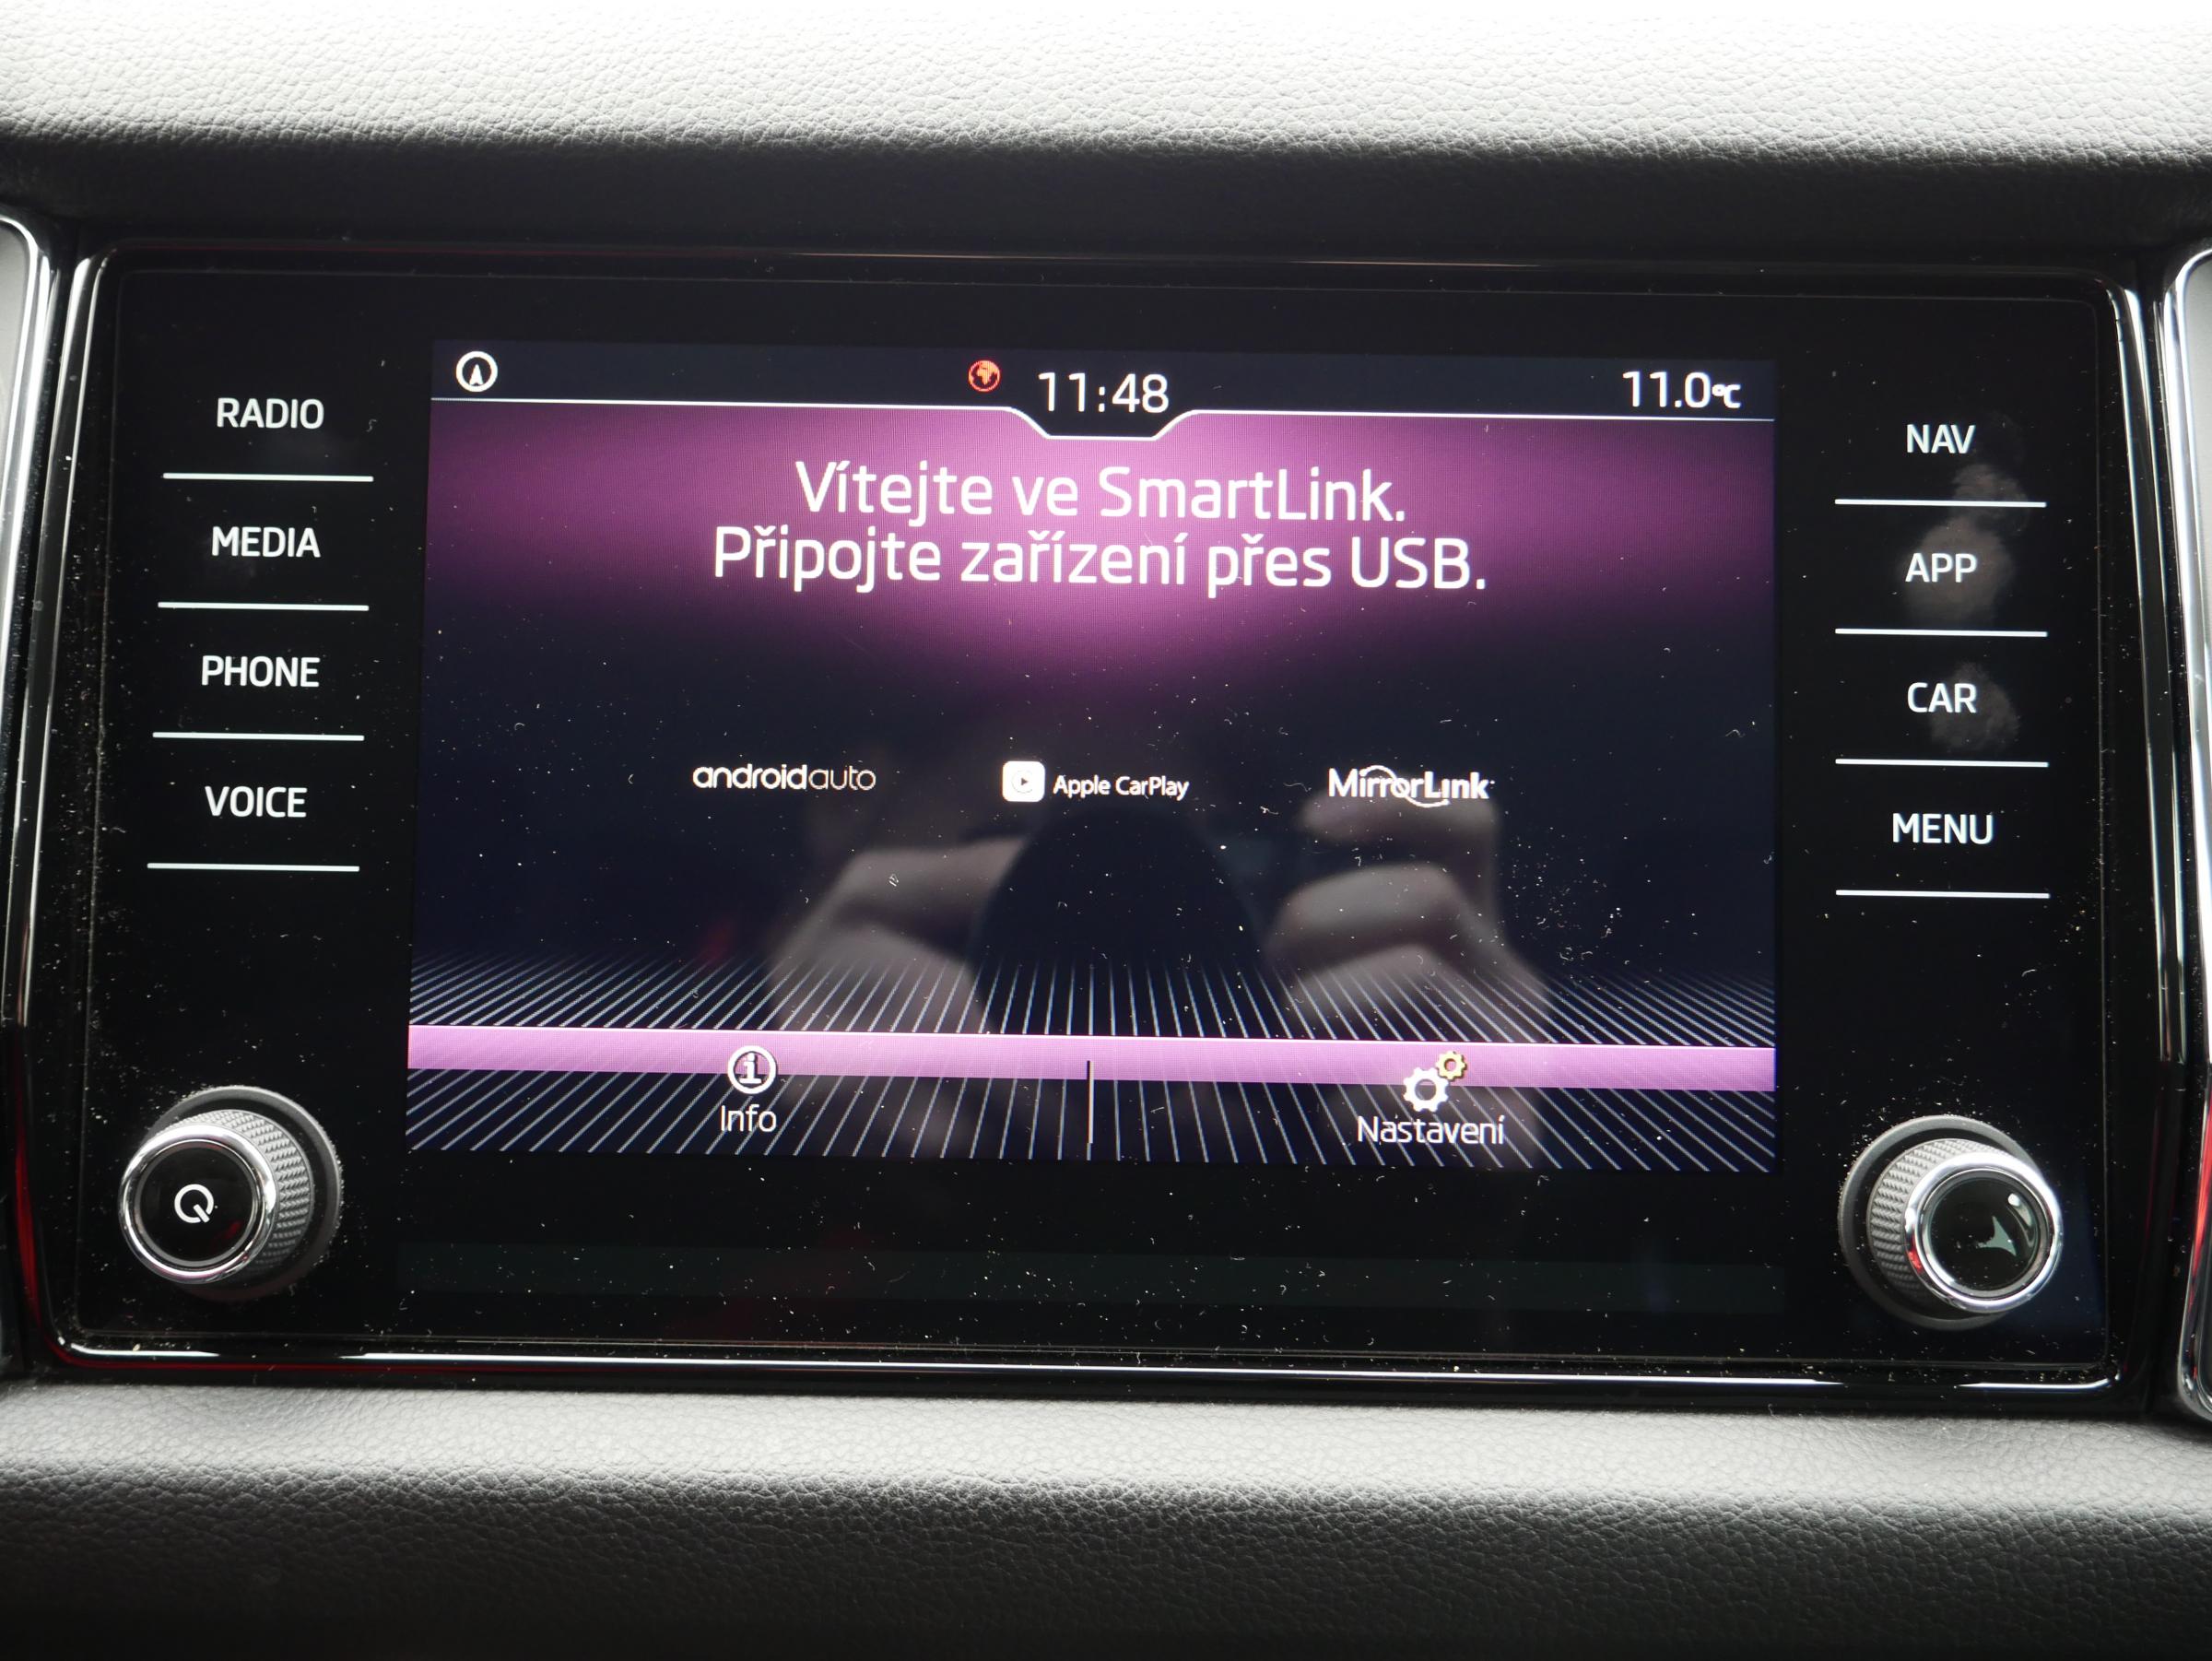 11:48
11.0°C
RADIO
MEDIA
PHONE
VOICE
Vítejte ve SmartLink.
Připojte zařízení přes USB.
androidauto
Apple CarPlay
MirrorLink
Info
Nastavení
NAV
APP
CAR
MENU